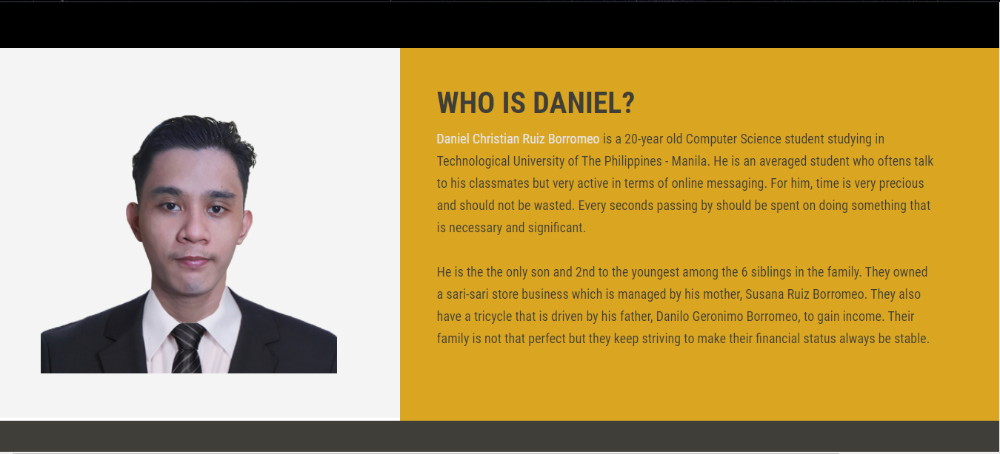 WHO IS DANIEL?
Daniel Christian Ruiz Borromeo is a 20-year old Computer Science student studying in
Technological University of The Philippines - Manila. He is an averaged student who oftens talk
to his classmates but very active in terms of online messaging. For him, time is very precious
and should not be wasted. Every seconds passing by should be spent on doing something that
is necessary and significant.
He is the the only son and 2nd to the youngest among the 6 siblings in the family. They owned
a sari-sari store business which is managed by his mother, Susana Ruiz Borromeo. They also
have a tricycle that is driven by his father, Danilo Geronimo Borromeo, to gain income. Their
family is not that perfect but they keep striving to make their financial status always be stable.